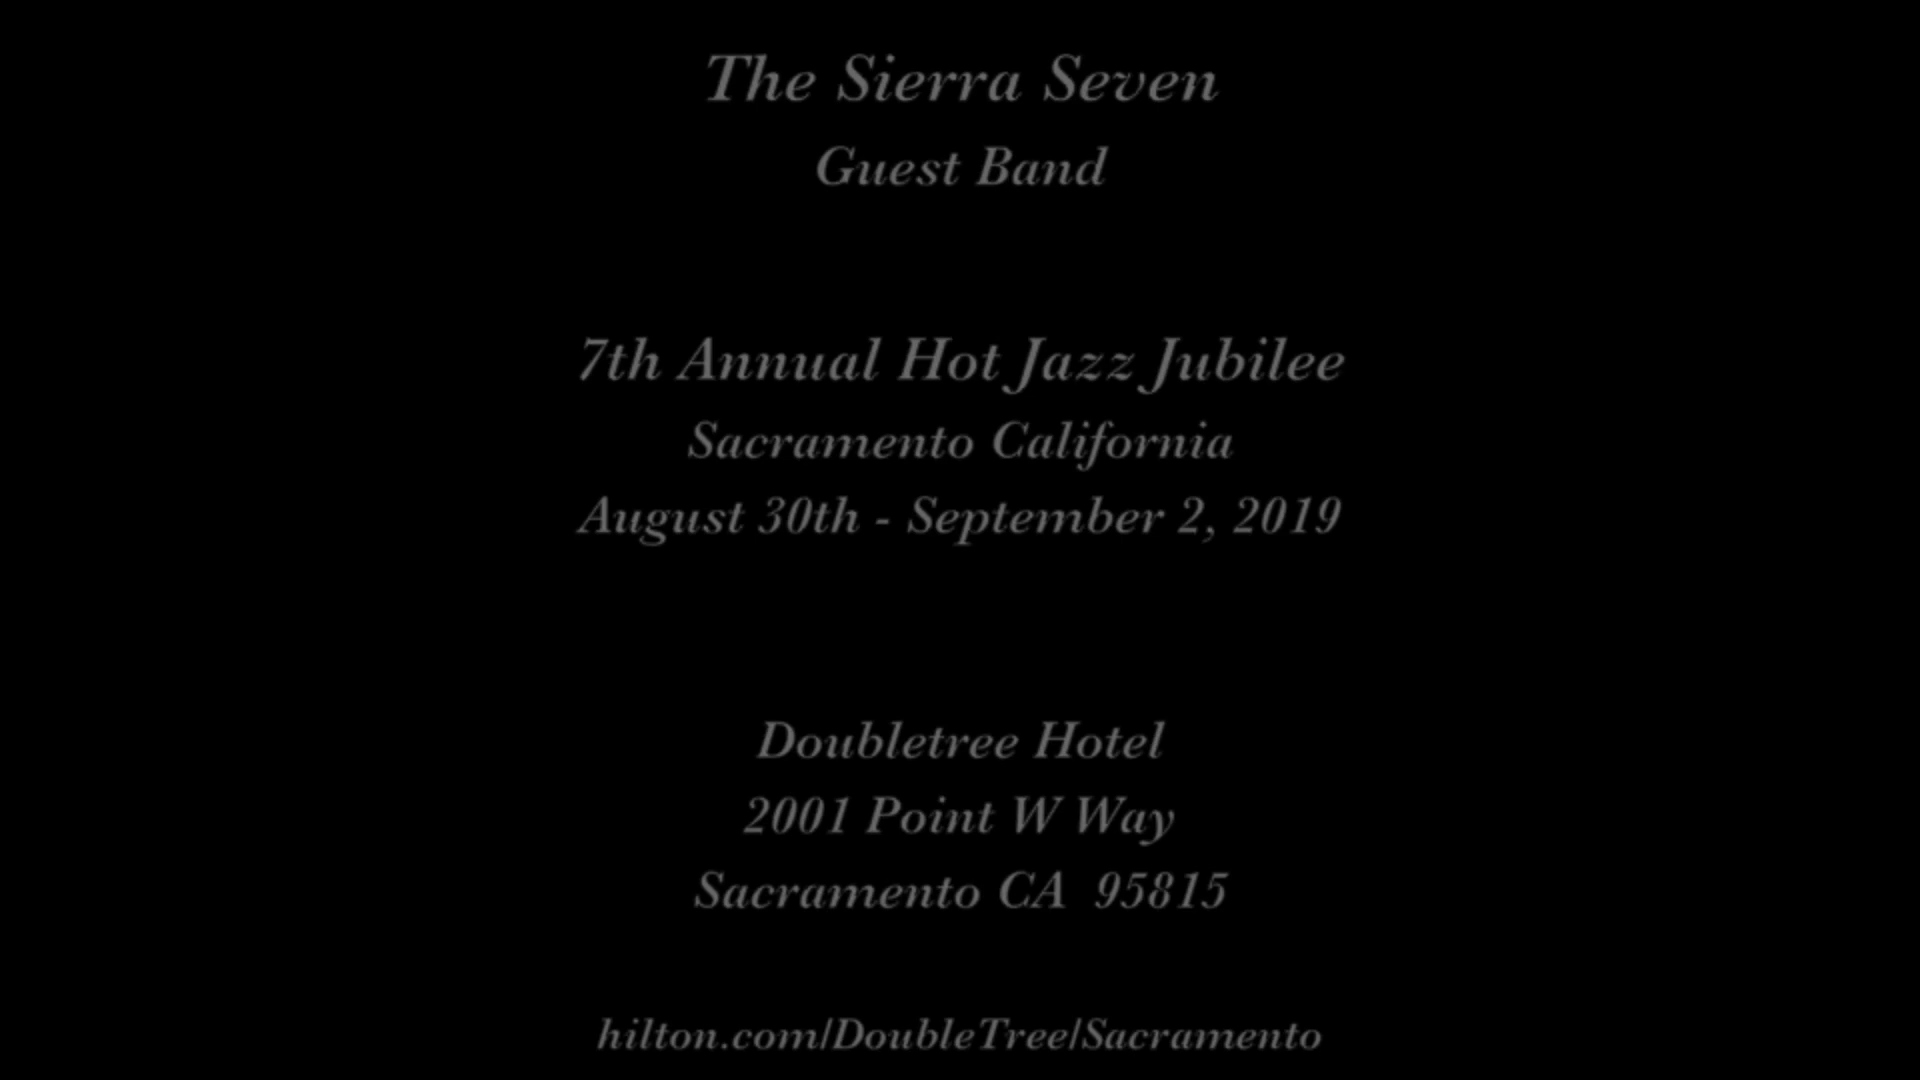 The Sierra Seven
Guest Band
7th Annual Hot Jazz Jubilee
Sacramento California
August 30th - September 2, 2019
Doubletree Hotel
2001 Point W Way
Sacramento CA  95815
hilton.com/DoubleTree/Sacramento